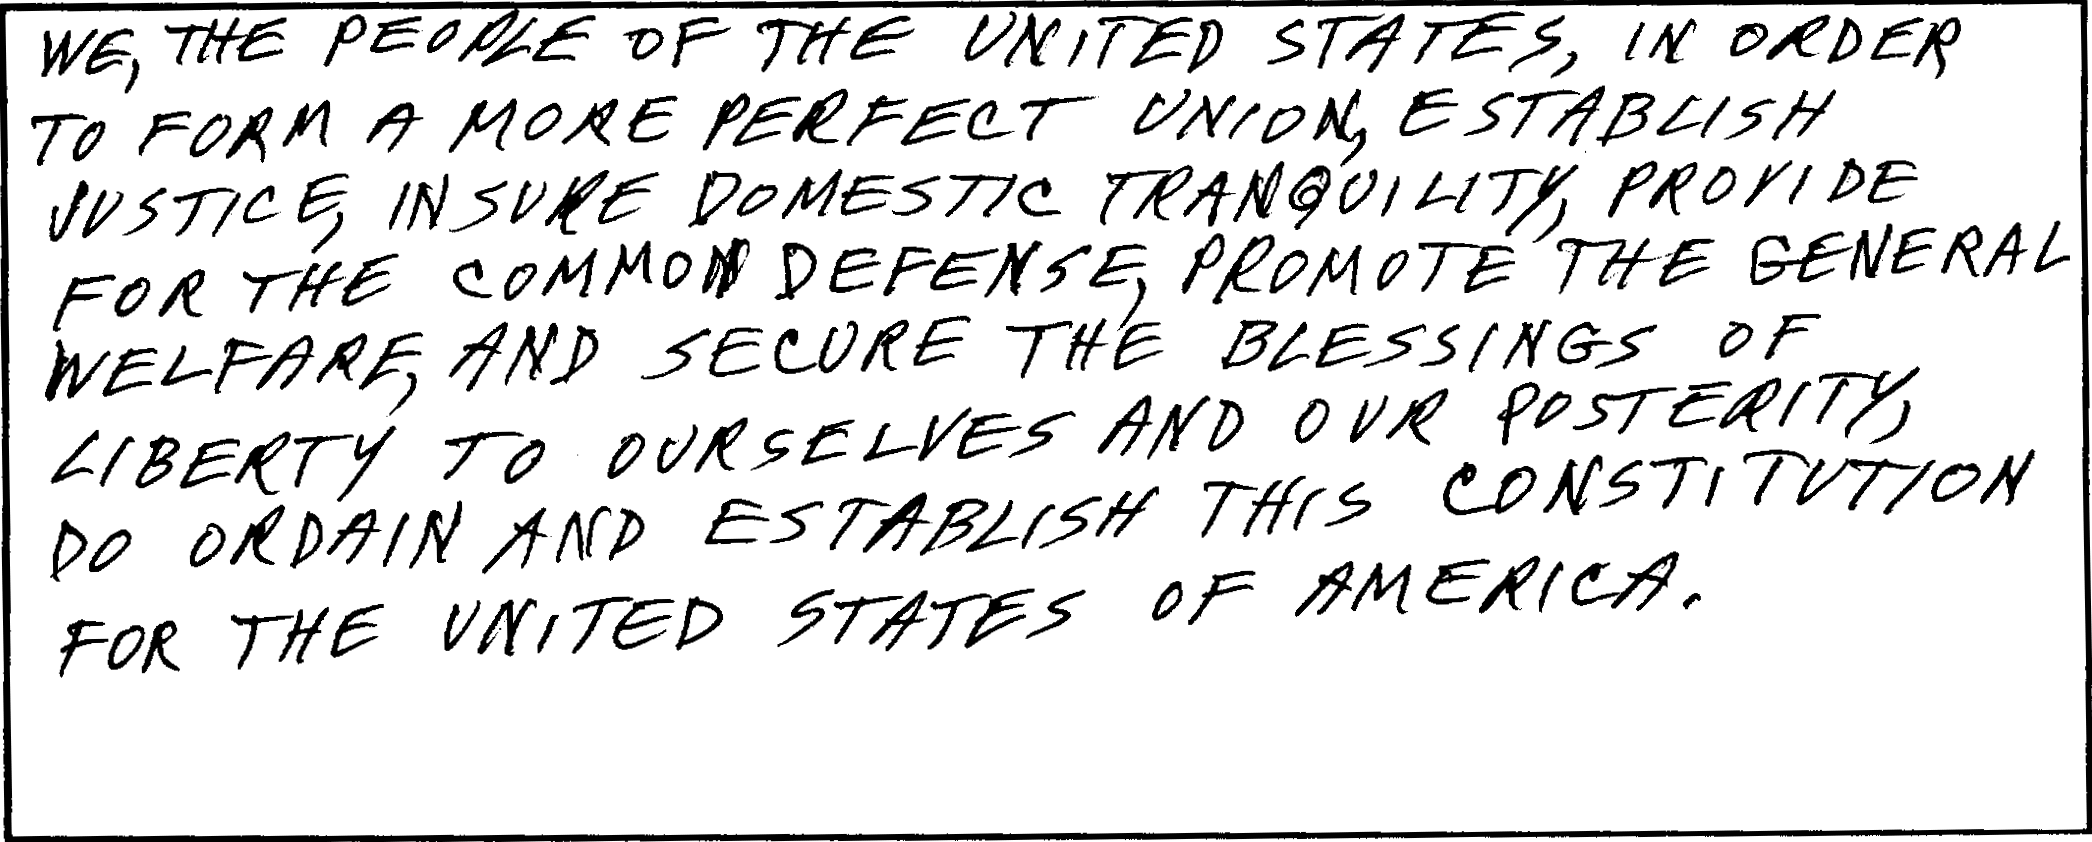 WE, THE PEOPLE OF THE UNITED STATES, IN ORDER
TO FORM A MORE PERFECT UNION, ESTABLISH
JUSTICE, INSURE DOMESTIC TRANQUILITY, PROVIDE
FOR THE COMMON DEFENSE, PROMOTE THE GENERAL
WELFARE, AND SECURE THE BLESSINGS OF
LIBERTY TO OURSELVES AND OUR POSTERITY,
DO ORDAIN AND ESTABLISH THIS CONSTITUTION
FOR THE UNITED STATES OF AMERICA.